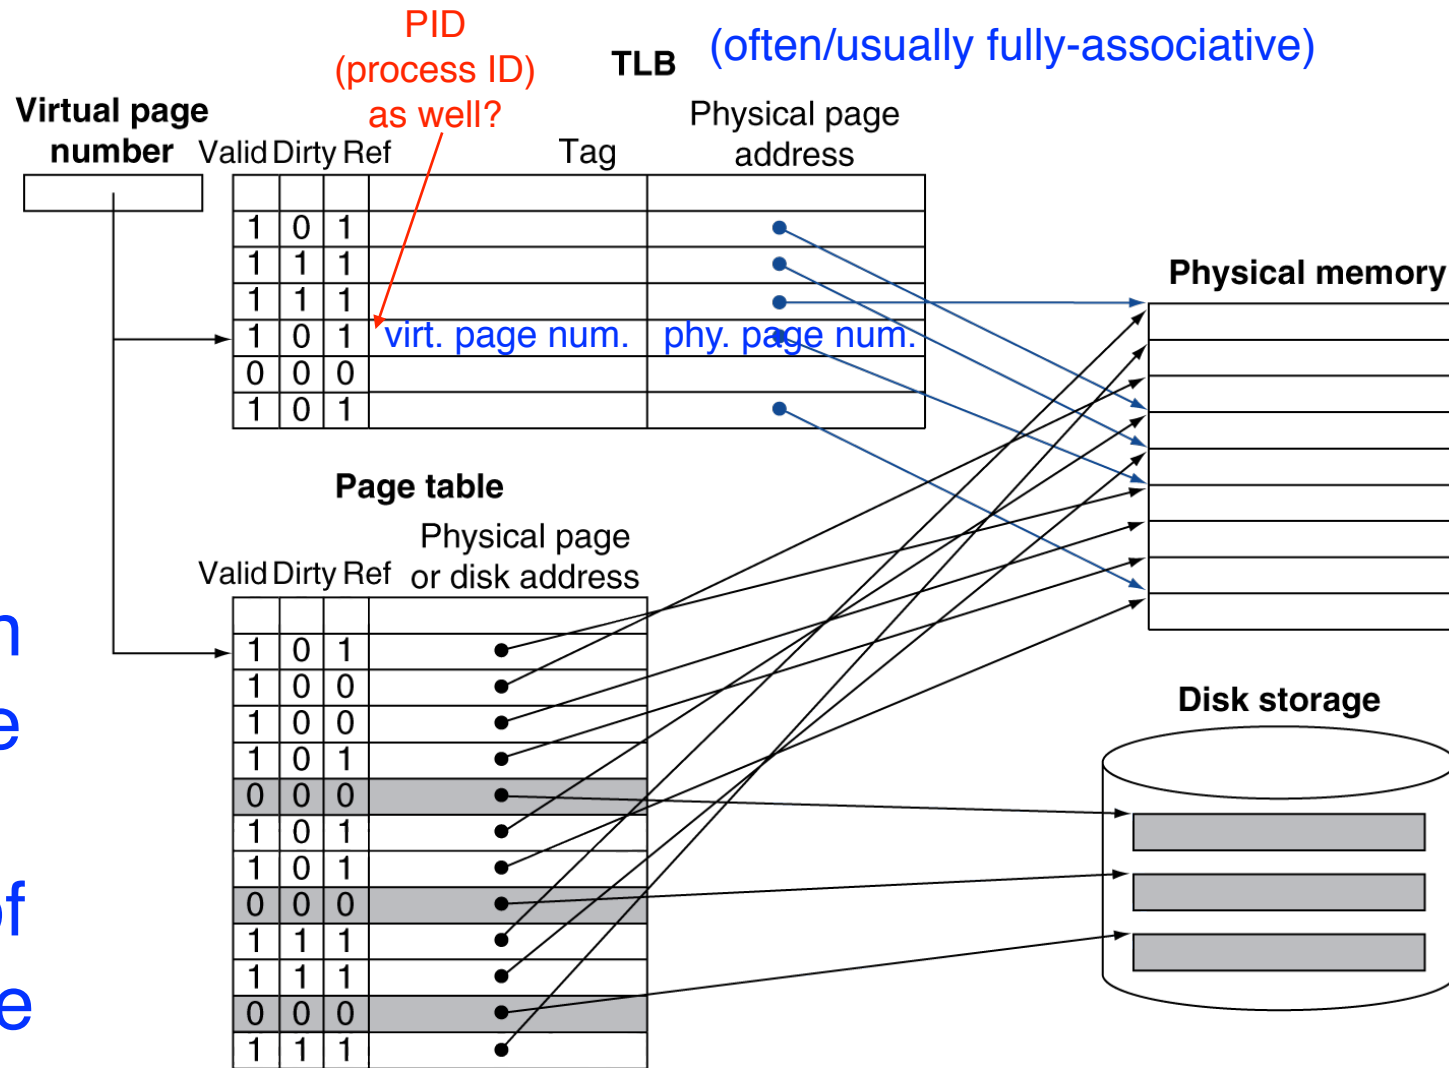 PID
(process ID)
as well?
TLB
(often/usually fully-associative)
Virtual page
number
Valid Dirty Ref
Tag
Physical page
address
1 0 1
1 1 1
1 1 1
1 0 1 virt. page num. phy. page num.
0 0 0
1 0 1
Physical memory
Page table
Physical page
or disk address
Valid Dirty Ref
1 0 1
1 0 0
1 0 0
1 0 1
0 0 0
1 0 1
1 0 1
0 0 0
1 1 1
1 1 1
0 0 0
1 1 1
Disk storage
of